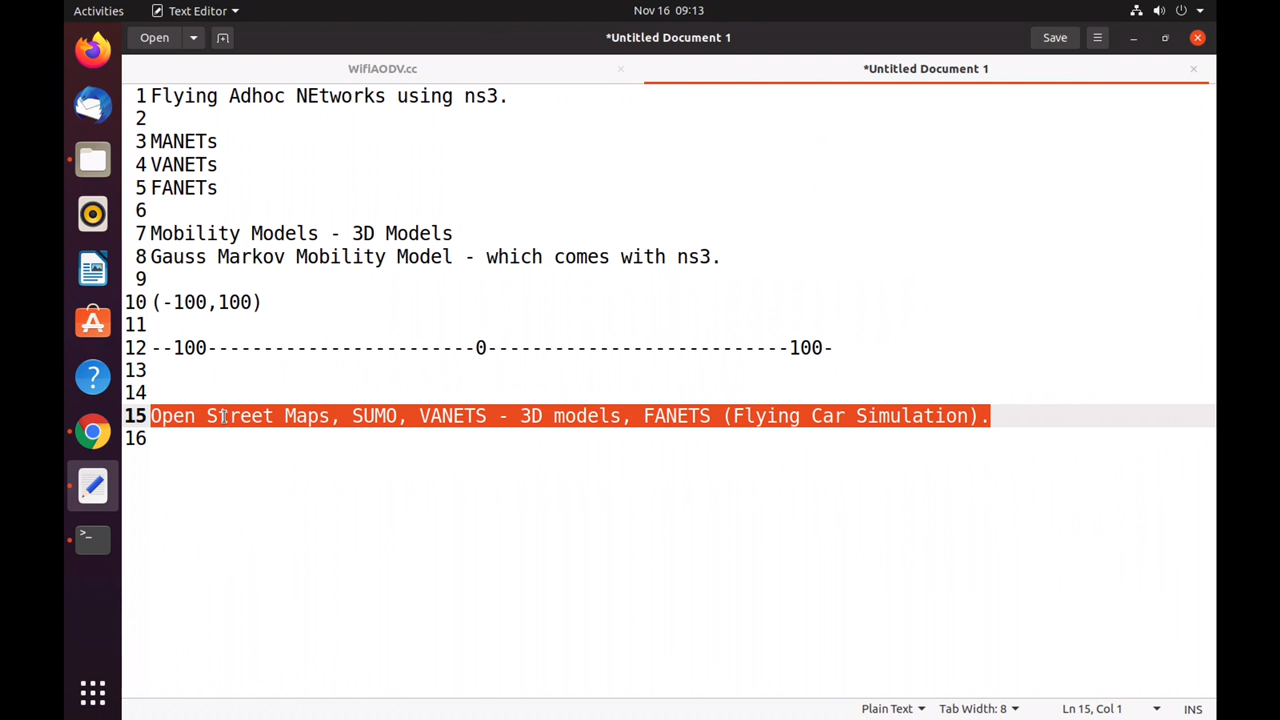 Activities Text Editor Nov 16 09:13
Open *Untitled Document 1 Save
WifiAODV.cc *Untitled Document 1
1 Flying Adhoc NEtworks using ns3.
2
3 MANETs
4 VANETs
5 FANETs
6
7 Mobility Models - 3D Models
8 Gauss Markov Mobility Model - which comes with ns3.
9
10 (-100,100)
11
12 --100------------------------0---------------------------100-
13
14
15 Open Street Maps, SUMO, VANETS - 3D models, FANETS (Flying Car Simulation).
16
Plain Text Tab Width: 8 Ln 15, Col 1 INS